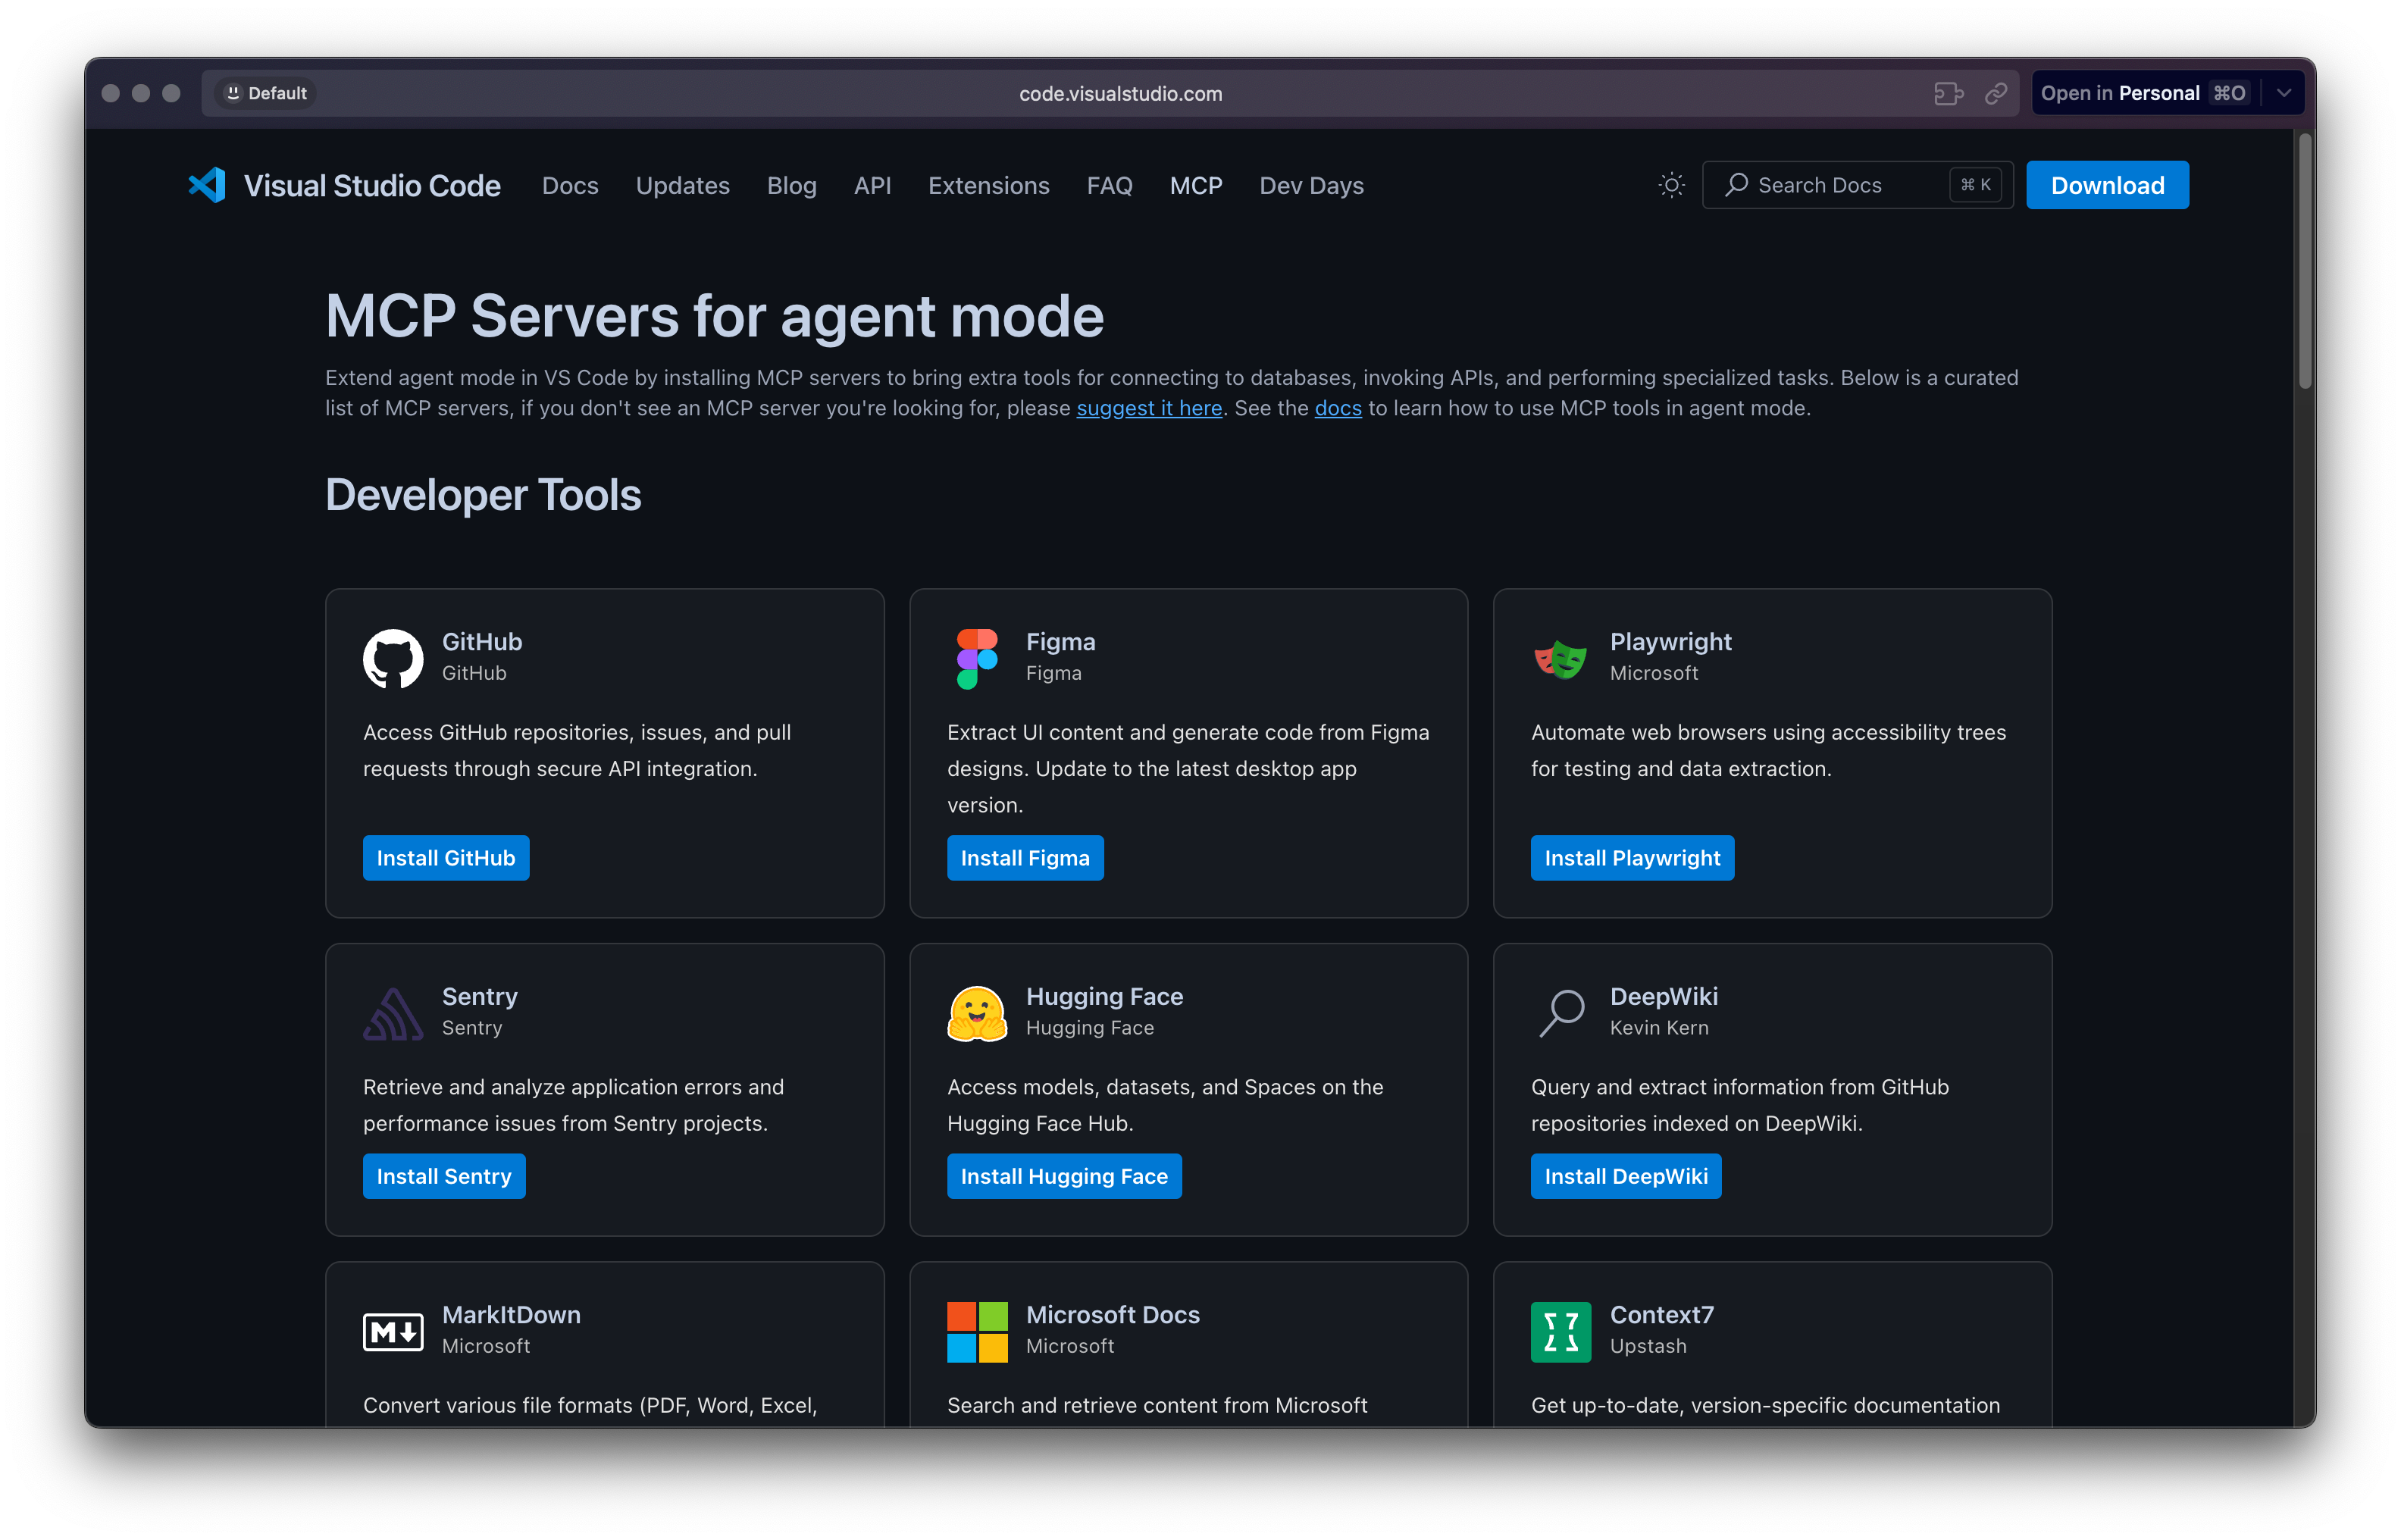 Default
code.visualstudio.com
Open in Personal ⌘O
Visual Studio Code
Docs
Updates
Blog
API
Extensions
FAQ
MCP
Dev Days
Search Docs
⌘ K
Download
MCP Servers for agent mode
Extend agent mode in VS Code by installing MCP servers to bring extra tools for connecting to databases, invoking APIs, and performing specialized tasks. Below is a curated
list of MCP servers, if you don't see an MCP server you're looking for, please suggest it here. See the docs to learn how to use MCP tools in agent mode.
Developer Tools
GitHub
GitHub
Access GitHub repositories, issues, and pull
requests through secure API integration.
Install GitHub
Figma
Figma
Extract UI content and generate code from Figma
designs. Update to the latest desktop app
version.
Install Figma
Playwright
Microsoft
Automate web browsers using accessibility trees
for testing and data extraction.
Install Playwright
Sentry
Sentry
Retrieve and analyze application errors and
performance issues from Sentry projects.
Install Sentry
Hugging Face
Hugging Face
Access models, datasets, and Spaces on the
Hugging Face Hub.
Install Hugging Face
DeepWiki
Kevin Kern
Query and extract information from GitHub
repositories indexed on DeepWiki.
Install DeepWiki
MarkItDown
Microsoft
Convert various file formats (PDF, Word, Excel,
Microsoft Docs
Microsoft
Search and retrieve content from Microsoft
Context7
Upstash
Get up-to-date, version-specific documentation